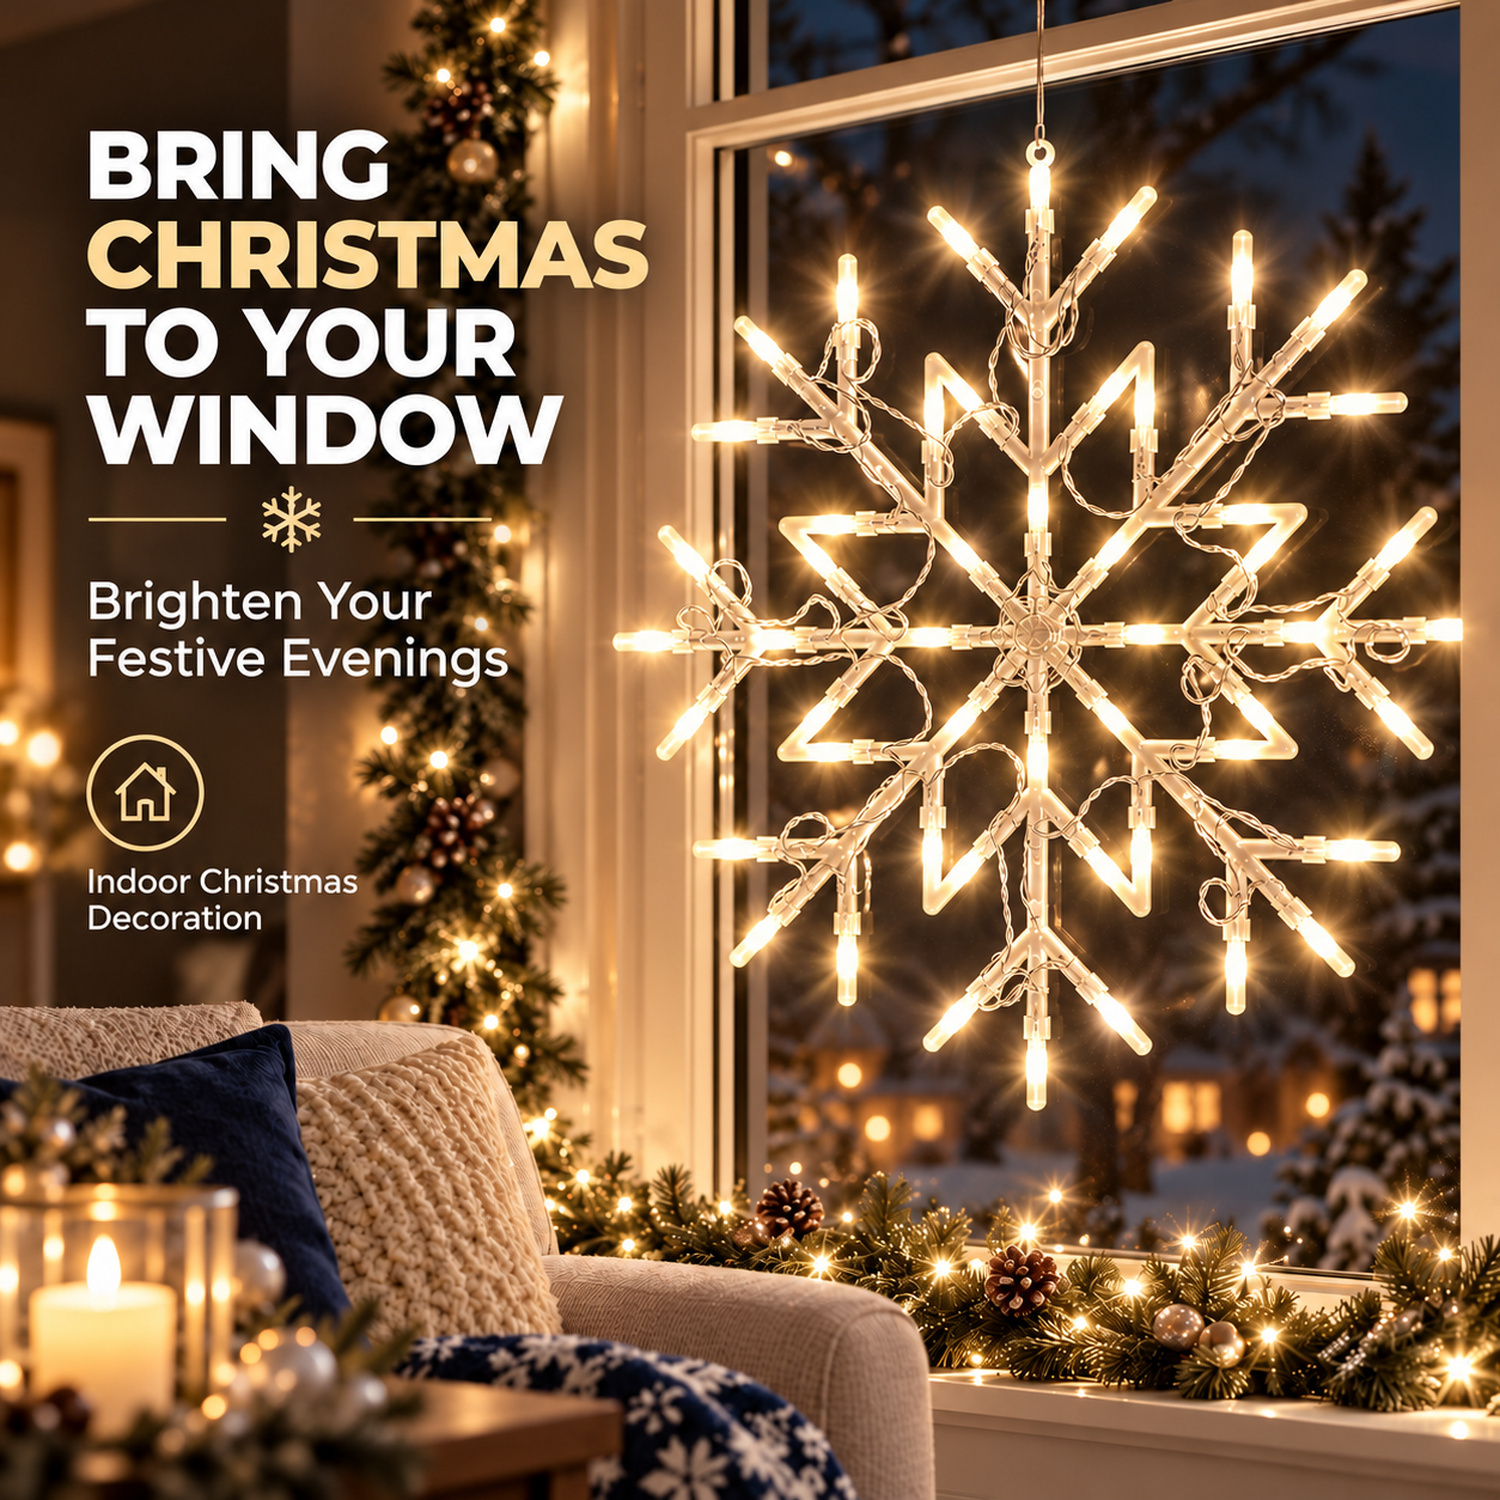 BRING
CHRISTMAS
TO YOUR
WINDOW
Brighten Your
Festive Evenings
Indoor Christmas
Decoration